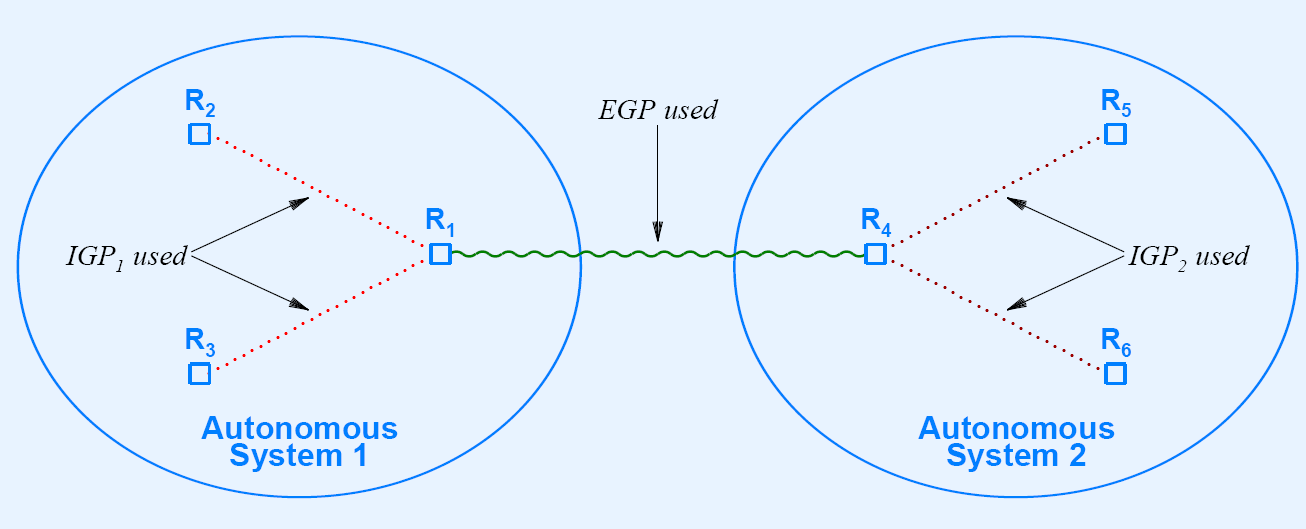 R2
EGP used
R5
R1
R4
IGP1 used
IGP2 used
R3
R6
Autonomous
System 1
Autonomous
System 2